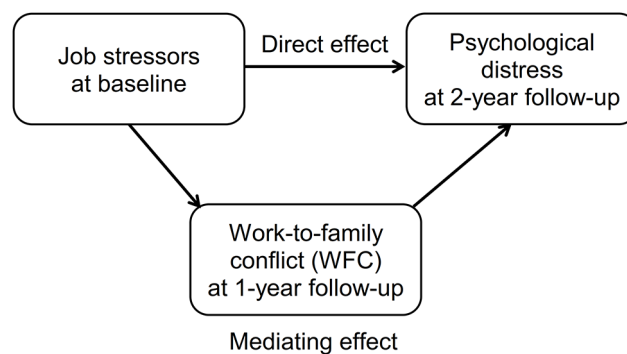 Job stressors
at baseline
Direct effect
Psychological
distress
at 2-year follow-up
Work-to-family
conflict (WFC)
at 1-year follow-up
Mediating effect